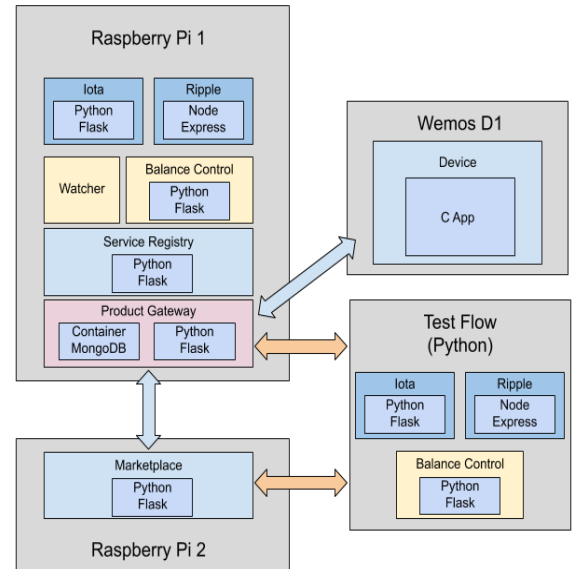 Raspberry Pi 1
Iota
Python
Flask
Ripple
Node
Express
Watcher
Balance Control
Python
Flask
Service Registry
Python
Flask
Product Gateway
Container
MongoDB
Python
Flask
Wemos D1
Device
C App
Test Flow
(Python)
Iota
Python
Flask
Ripple
Node
Express
Balance Control
Python
Flask
Marketplace
Python
Flask
Raspberry Pi 2